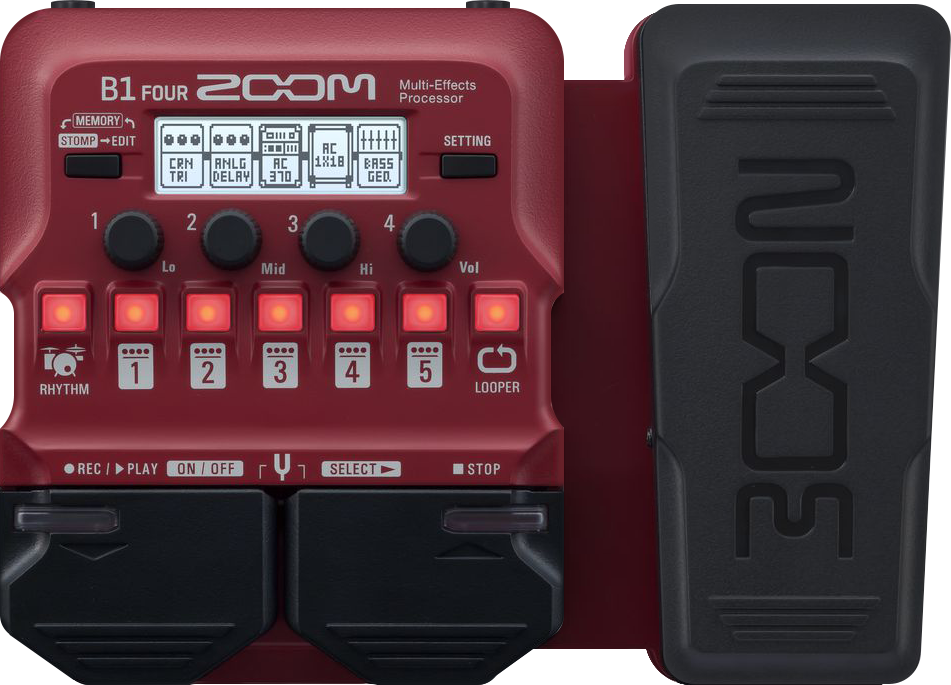 B1 FOUR ZOOM Multi-Effects
Processor
MEMORY
STOMP → EDIT
SETTING
CRN
TRI
ANLG
DELAY
AC
370
AC
1X18
BASS
GEQ.
1 2 3 4
Lo Mid Hi Vol
RHYTHM
1 2 3 4 5
LOOPER
●REC / ▶PLAY ON / OFF SELECT ■STOP
ZOOM